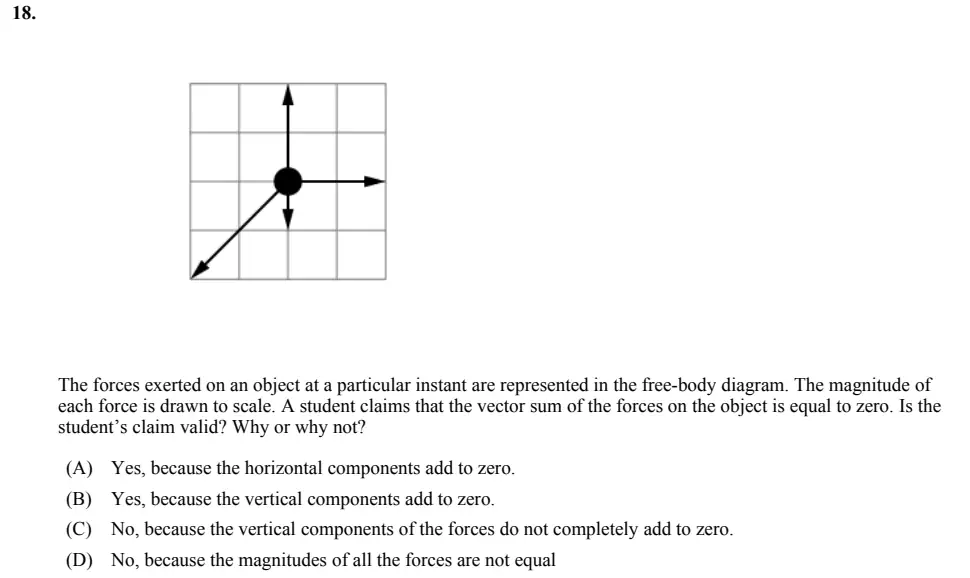 18.
The forces exerted on an object at a particular instant are represented in the free-body diagram. The magnitude of
each force is drawn to scale. A student claims that the vector sum of the forces on the object is equal to zero. Is the
student’s claim valid? Why or why not?
(A) Yes, because the horizontal components add to zero.
(B) Yes, because the vertical components add to zero.
(C) No, because the vertical components of the forces do not completely add to zero.
(D) No, because the magnitudes of all the forces are not equal